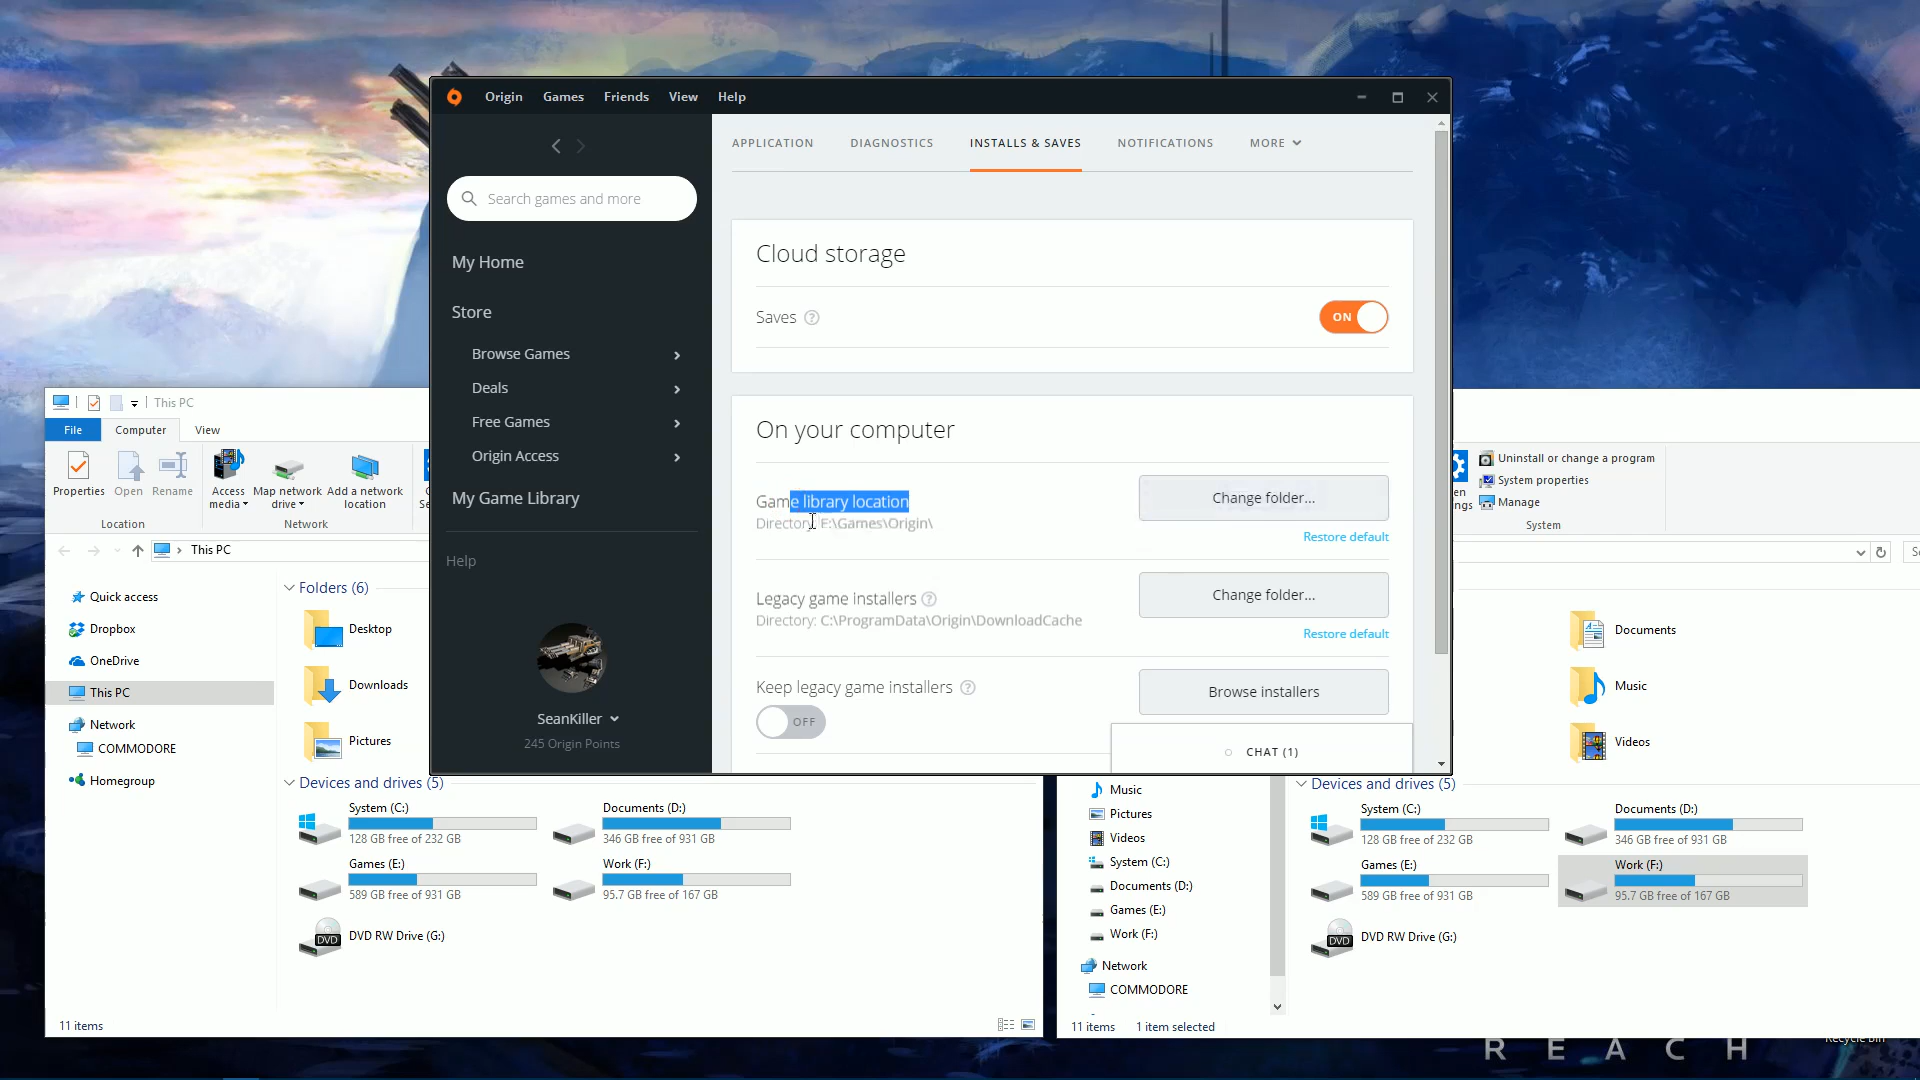 Origin Games Friends View Help
APPLICATION DIAGNOSTICS INSTALLS & SAVES NOTIFICATIONS MORE
Search games and more
My Home
Store
Browse Games
Deals
Free Games
Origin Access
My Game Library
Help
SeanKiller
245 Origin Points
Cloud storage
Saves ?
ON
On your computer
Game library location
Directory: E:\Games\Origin\
Change folder...
Restore default
Legacy game installers ?
Directory: C:\ProgramData\Origin\DownloadCache
Change folder...
Restore default
Keep legacy game installers ?
OFF
Browse installers
CHAT (1)
This PC
File Computer View
Properties Open Rename
Access media
Map network drive
Add a network location
Location Network
This PC
Quick access
Dropbox
OneDrive
This PC
Network
COMMODORE
Homegroup
Folders (6)
Desktop
Downloads
Pictures
Devices and drives (5)
System (C:)
128 GB free of 232 GB
Documents (D:)
346 GB free of 931 GB
Games (E:)
589 GB free of 931 GB
Work (F:)
95.7 GB free of 167 GB
DVD
DVD RW Drive (G:)
11 items
Uninstall or change a program
System properties
Manage
System
Documents
Music
Videos
Music
Pictures
Videos
System (C:)
Documents (D:)
Games (E:)
Work (F:)
Network
COMMODORE
Devices and drives (5)
System (C:)
128 GB free of 232 GB
Documents (D:)
346 GB free of 931 GB
Games (E:)
589 GB free of 931 GB
Work (F:)
95.7 GB free of 167 GB
DVD
DVD RW Drive (G:)
11 items 1 item selected
REACH
Recycle Bin